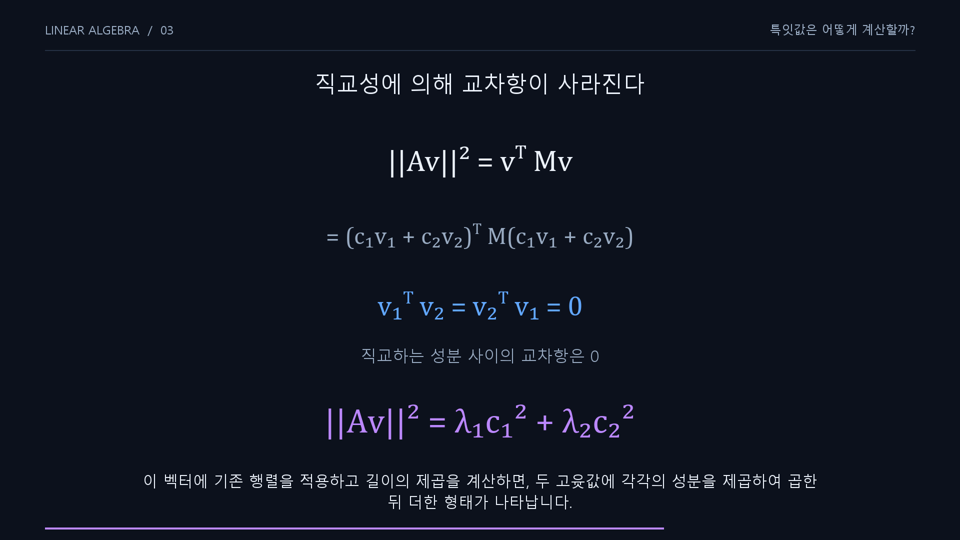 LINEAR ALGEBRA / 03
특잇값은 어떻게 계산할까?
직교성에 의해 교차항이 사라진다
||Av||² = vᵀ Mv
= (c₁v₁ + c₂v₂)ᵀ M(c₁v₁ + c₂v₂)
v₁ᵀ v₂ = v₂ᵀ v₁ = 0
직교하는 성분 사이의 교차항은 0
||Av||² = λ₁c₁² + λ₂c₂²
이 벡터에 기존 행렬을 적용하고 길이의 제곱을 계산하면, 두 고윳값에 각각의 성분을 제곱하여 곱한
뒤 더한 형태가 나타납니다.